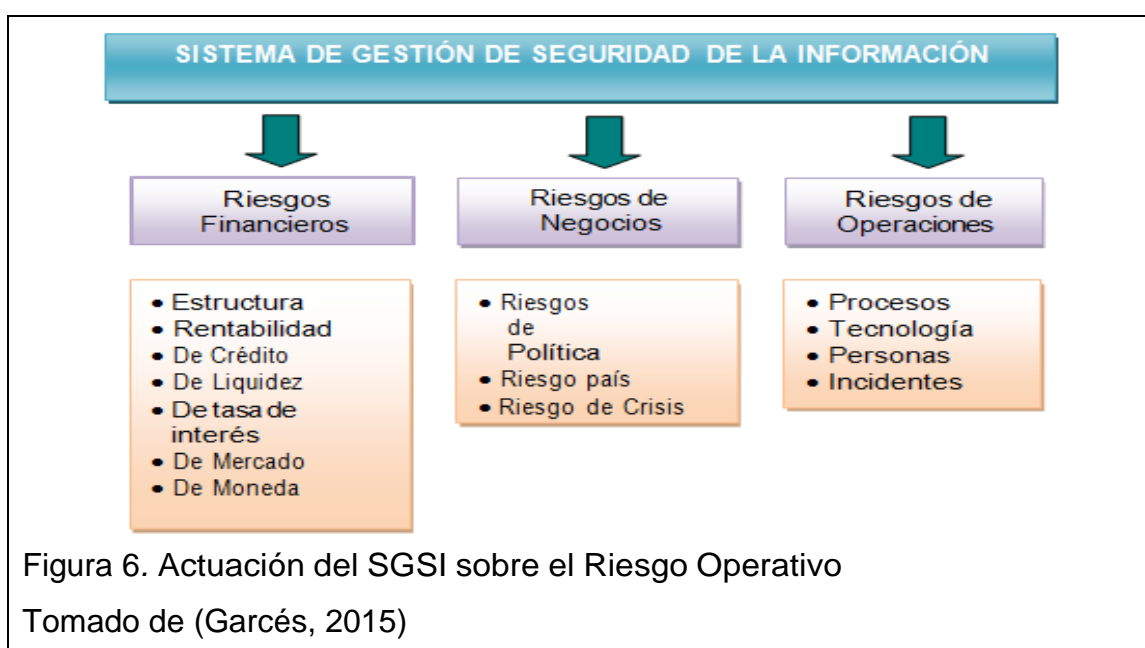 SISTEMA DE GESTIÓN DE SEGURIDAD DE LA INFORMACIÓN
Riesgos
Financieros
Riesgos de
Negocios
Riesgos de
Operaciones
• Estructura
• Rentabilidad
• De Crédito
• De Liquidez
• De tasa de
interés
• De Mercado
• De Moneda
• Riesgos
de
Política
• Riesgo país
• Riesgo de Crisis
• Procesos
• Tecnología
• Personas
• Incidentes
Figura 6. Actuación del SGSI sobre el Riesgo Operativo
Tomado de (Garcés, 2015)